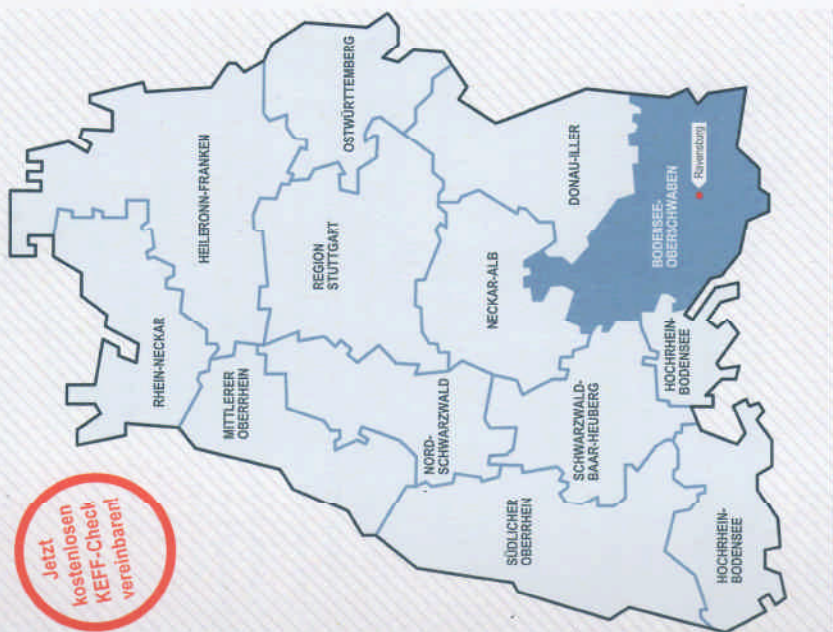 Jetzt
kostenlosen
KEFF-Check
vereinbaren!
RHEIN-NECKAR
HEILBRONN-FRANKEN
MITTLERER
OBERRHEIN
OSTWÜRTTEMBERG
REGION
STUTTGART
NORD-
SCHWARZWALD
NECKAR-ALB
DONAU-ILLER
SÜDLICHER
OBERRHEIN
SCHWARZWALD-
BAAR-HEUBERG
BODENSEE-
OBERSCHWABEN
Ravensburg
HOCHRHEIN-
BODENSEE
HOCHRHEIN-
BODENSEE